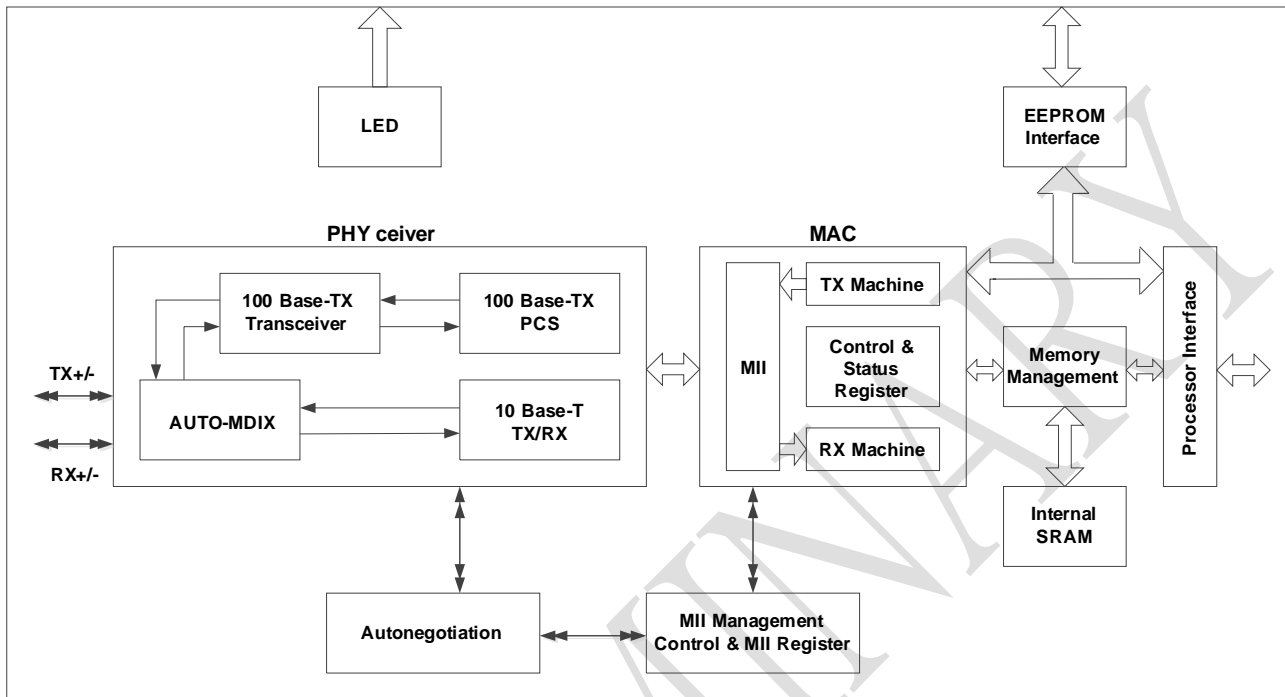 LED
EEPROM
Interface
PHY ceiver
MAC
100 Base-TX
Transceiver
100 Base-TX
PCS
TX+/-
AUTO-MDIX
10 Base-T
TX/RX
RX+/-
MII
TX Machine
Control &
Status
Register
RX Machine
Memory
Management
Processor Interface
Internal
SRAM
Autonegotiation
MII Management
Control & MII Register
MINARY